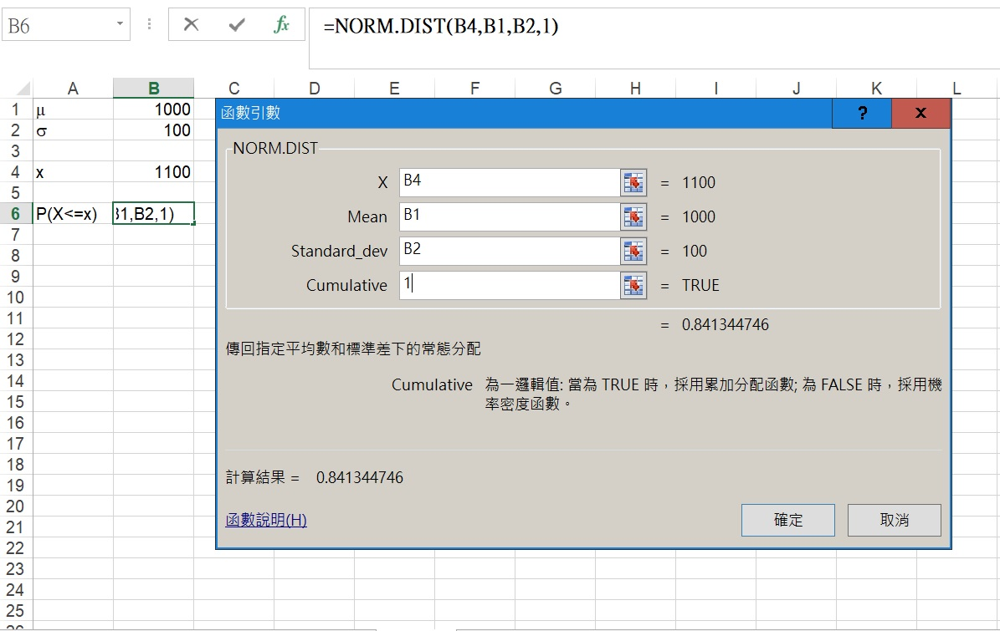 B6 fx =NORM.DIST(B4,B1,B2,1)
A B C D E F G H I J K L
1 μ 1000
2 σ 100
3
4 x 1100
5
6 P(X<=x) 31,B2,1)
7
8
9
10
11
12
13
14
15
16
17
18
19
20
21
22
23
24
25
函數引數 ? x
NORM.DIST
X B4 = 1100
Mean B1 = 1000
Standard_dev B2 = 100
Cumulative 1 = TRUE
= 0.841344746
傳回指定平均數和標準差下的常態分配
Cumulative 為一邏輯值: 當為 TRUE 時，採用累加分配函數; 為 FALSE 時，採用機
率密度函數。
計算結果 = 0.841344746
函數說明(H) 確定 取消